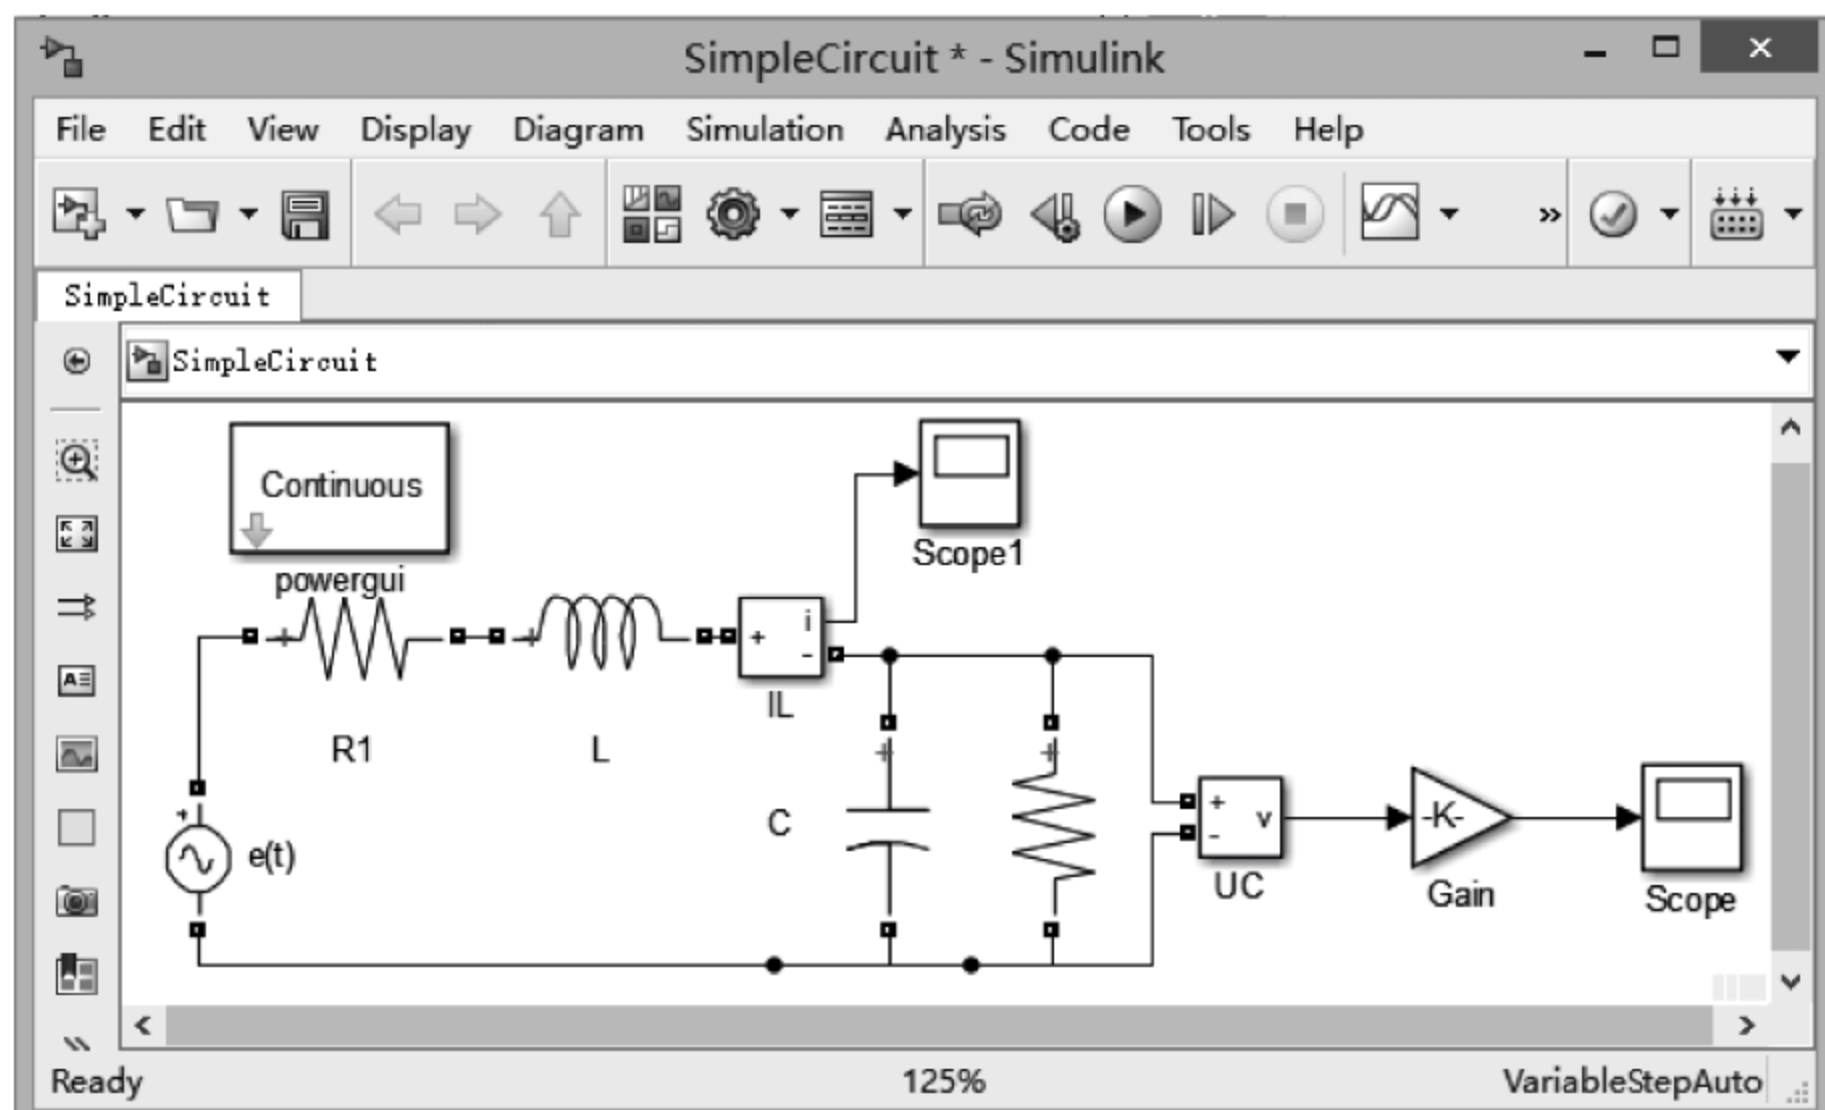 SimpleCircuit * - Simulink
File Edit View Display Diagram Simulation Analysis Code Tools Help
SimpleCircuit
SimpleCircuit
Continuous
powergui
Scope1
i
+ -
IL
R1
L
+
e(t)
C
+
-
v
UC
-K-
Gain
Scope
Ready 125% VariableStepAuto